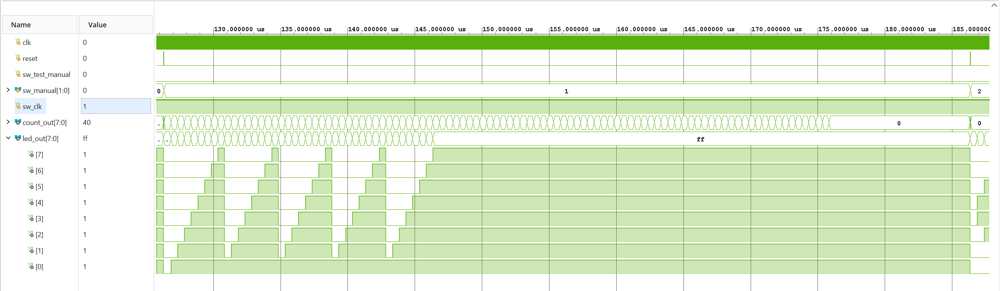 Name Value
130.000000 us 135.000000 us 140.000000 us 145.000000 us 150.000000 us 155.000000 us 160.000000 us 165.000000 us 170.000000 us 175.000000 us 180.000000 us 185.000000
clk 0
reset 0
sw_test_manual 0
sw_manual[1:0] 0 0 1 2
sw_clk 1
count_out[7:0] 40 . 0 0
led_out[7:0] ff . . ff
[7] 1
[6] 1
[5] 1
[4] 1
[3] 1
[2] 1
[1] 1
[0] 1